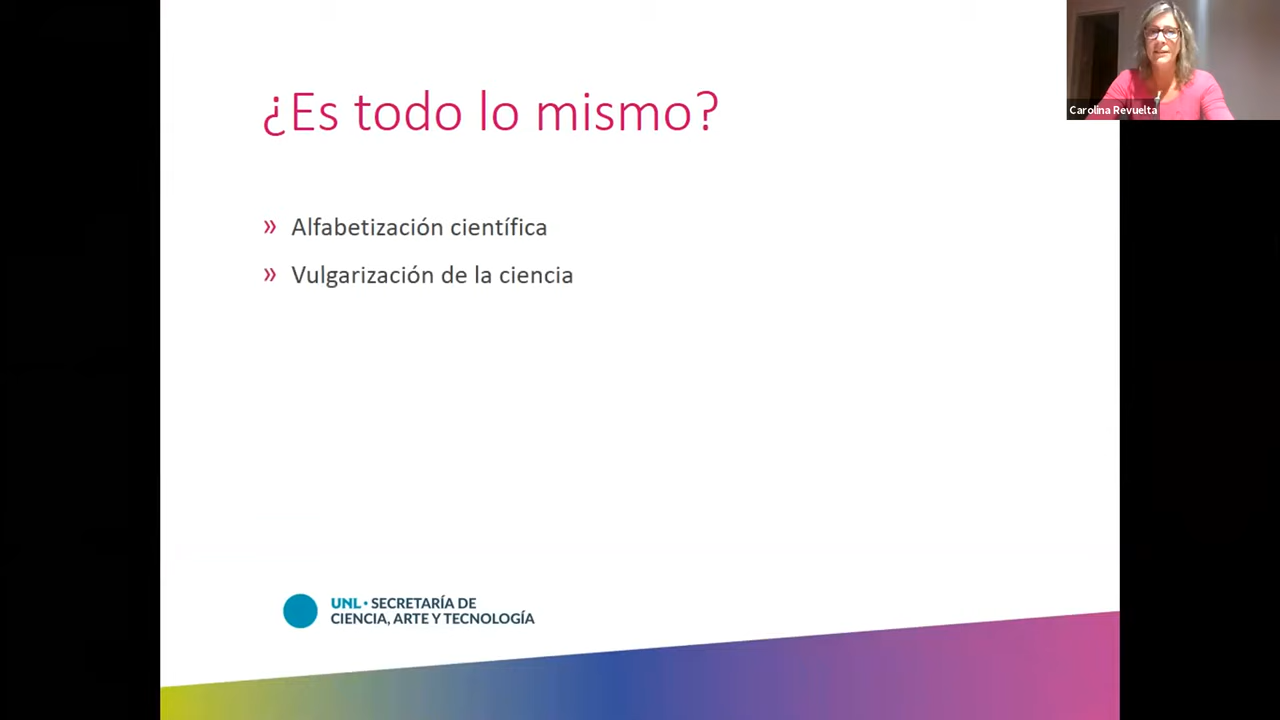 ¿Es todo lo mismo?
» Alfabetización científica
» Vulgarización de la ciencia
UNL • SECRETARÍA DE
CIENCIA, ARTE Y TECNOLOGÍA
Carolina Revuelta